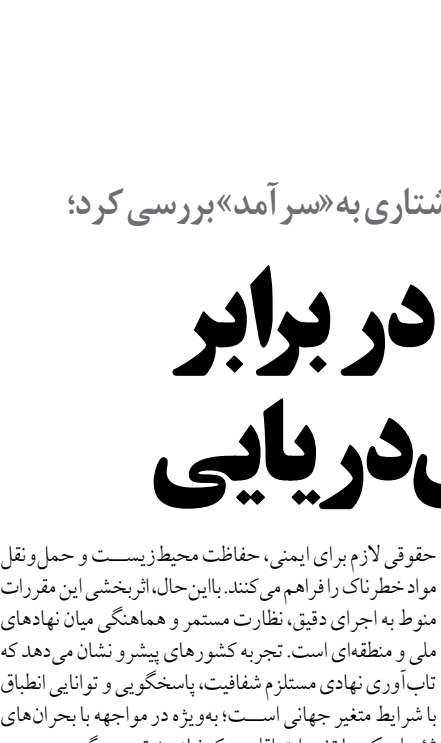 شتاری به «سرآمد» بررسی کرد؛
در برابر
دریایی
حقوقی لازم برای ایمنی، حفاظت محیط‌زیســت و حمل‌ونقل
مواد خطرناک را فراهم می‌کنند. بااین‌حال، اثربخشی این مقررات
منوط به اجرای دقیق، نظارت مستمر و هماهنگی میان نهادهای
ملی و منطقه‌ای است. تجربه کشورهای پیشرو نشان می‌دهد که
تاب‌آوری نهادی مستلزم شفافیت، پاسخگویی و توانایی انطباق
با شرایط متغیر جهانی اســت؛ به‌ویژه در مواجهه با بحران‌های